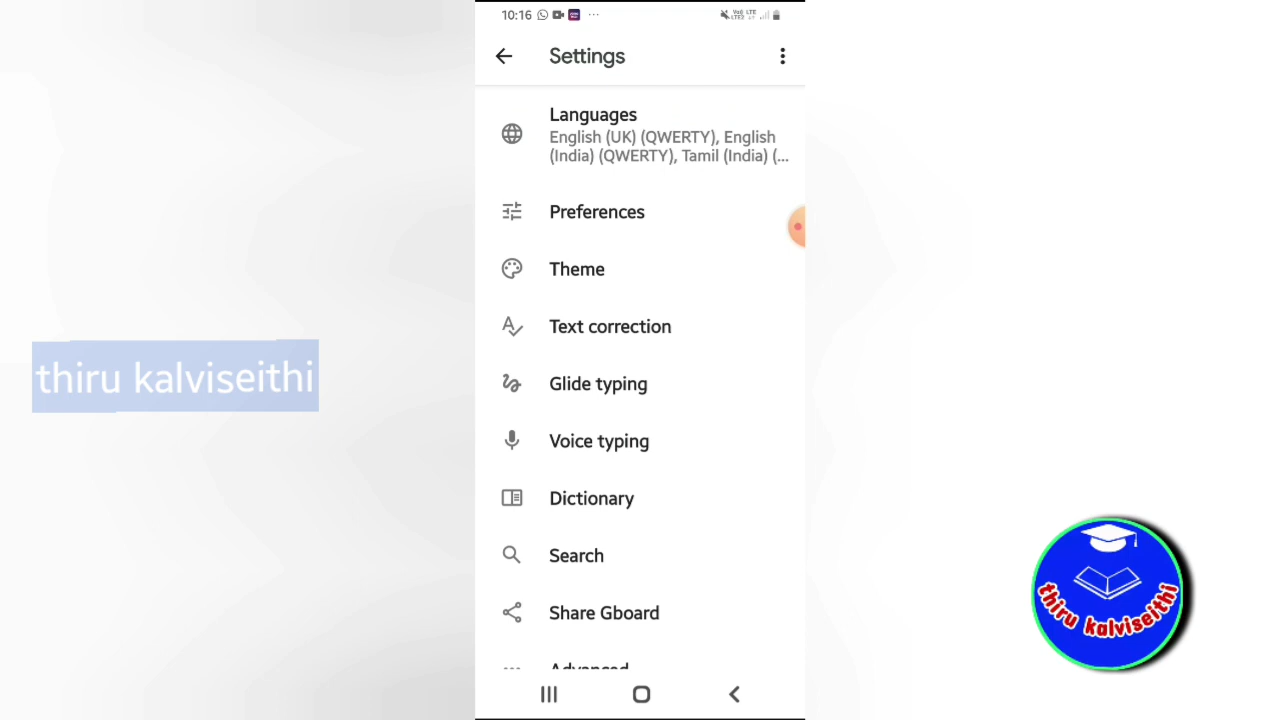 10:16
Settings
Languages
English (UK) (QWERTY), English
(India) (QWERTY), Tamil (India) (...
Preferences
Theme
Text correction
Glide typing
Voice typing
Dictionary
Search
Share Gboard
Advanced
thiru kalviseithi
thiru kalviseithi